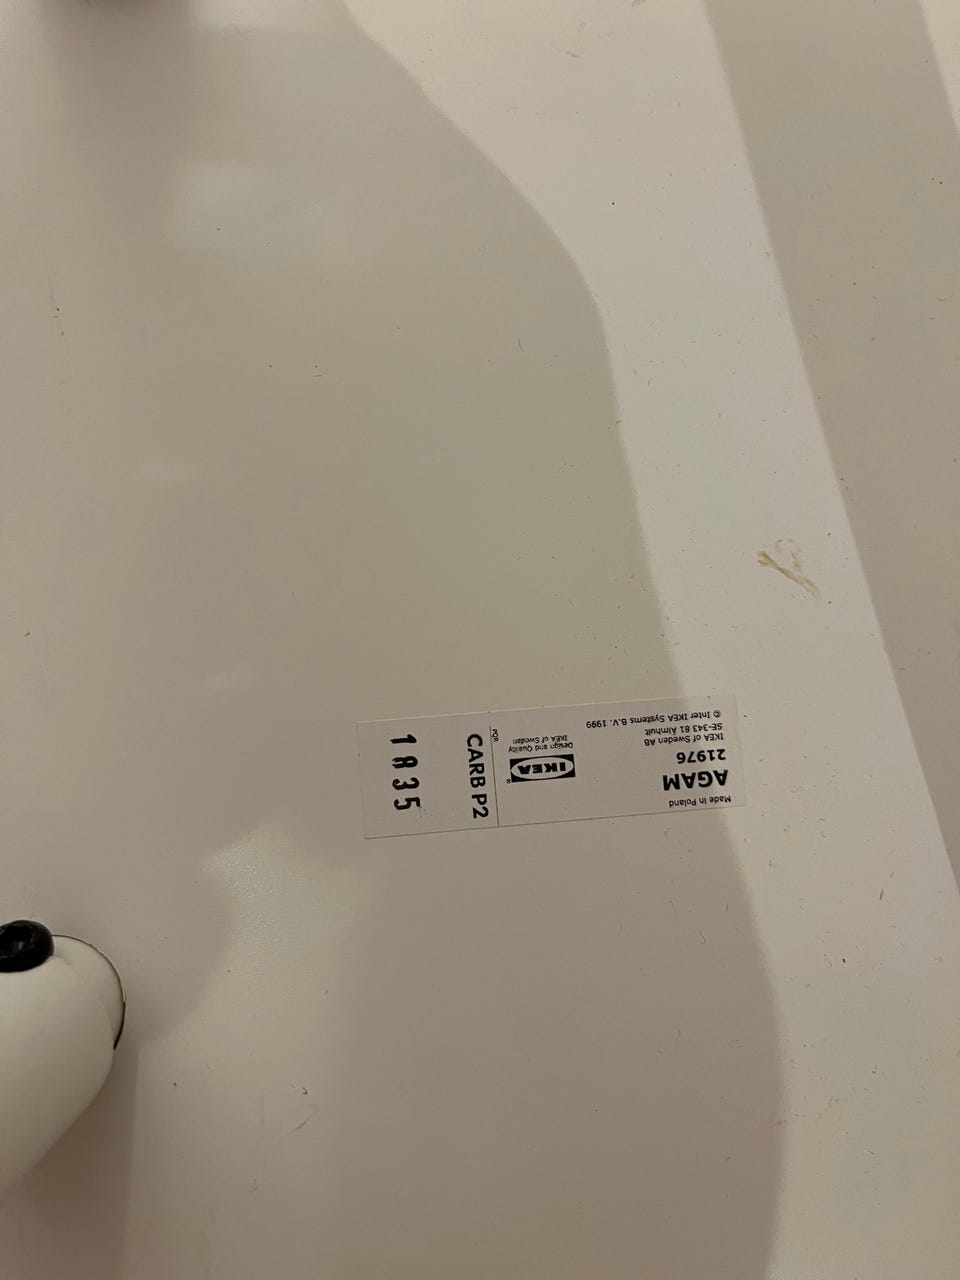 Made in Poland
AGAM
21976
IKEA of Sweden AB
SE-343 81 Älmhult
© Inter IKEA Systems B.V. 1999
IKEA®
Design and Quality
IKEA of Sweden
PQR
CARB P2
1835